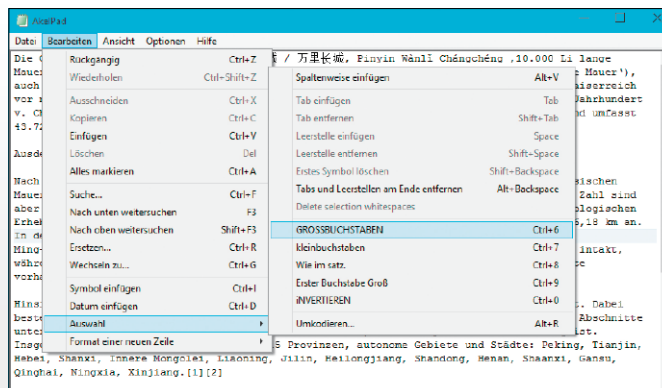 AkelPad
Datei Bearbeiten Ansicht Optionen Hilfe
Die
/ 万里长城, Pinyin Wànlǐ Chángchéng ,10.000 Li lange
Mauer
Mauer'),
auch
aiserreich
vor
Jahrhundert
v.
nd umfasst
43.72
Ausde
Nach
sischen
Mauer
Zahl sind
aber
ologischen
Erheb
5,18 km an.
In de
Ming-
intakt,
währe
se
vorha
Hinsi
t. Dabei
beste
Abschnitte
unter
ist.
Insge
5 Provinzen, autonome Gebiete und Städte: Peking, Tianjin,
Hebei, Shanxi, Innere Mongolei, Liaoning, Jilin, Heilongjiang, Shandong, Henan, Shaanxi, Gansu,
Qinghai, Ningxia, Xinjiang.[1][2]
Rückgängig Ctrl+Z
Wiederholen Ctrl+Shift+Z
Ausschneiden Ctrl+X
Kopieren Ctrl+C
Einfügen Ctrl+V
Löschen Del
Alles markieren Ctrl+A
Suche... Ctrl+F
Nach unten weitersuchen F3
Nach oben weitersuchen Shift+F3
Ersetzen... Ctrl+R
Wechseln zu... Ctrl+G
Symbol einfügen Ctrl+I
Datum einfügen Ctrl+D
Auswahl
Format einer neuen Zeile
Spaltenweise einfügen Alt+V
Tab einfügen Tab
Tab entfernen Shift+Tab
Leerstelle einfügen Space
Leerstelle entfernen Shift+Space
Erstes Symbol löschen Shift+Backspace
Tabs und Leerstellen am Ende entfernen Alt+Backspace
Delete selection whitespaces
GROSSBUCHSTABEN Ctrl+6
kleinbuchstaben Ctrl+7
Wie im satz. Ctrl+8
Erster Buchstabe Groß Ctrl+9
iNVERTIEREN Ctrl+0
Umkodieren... Alt+R